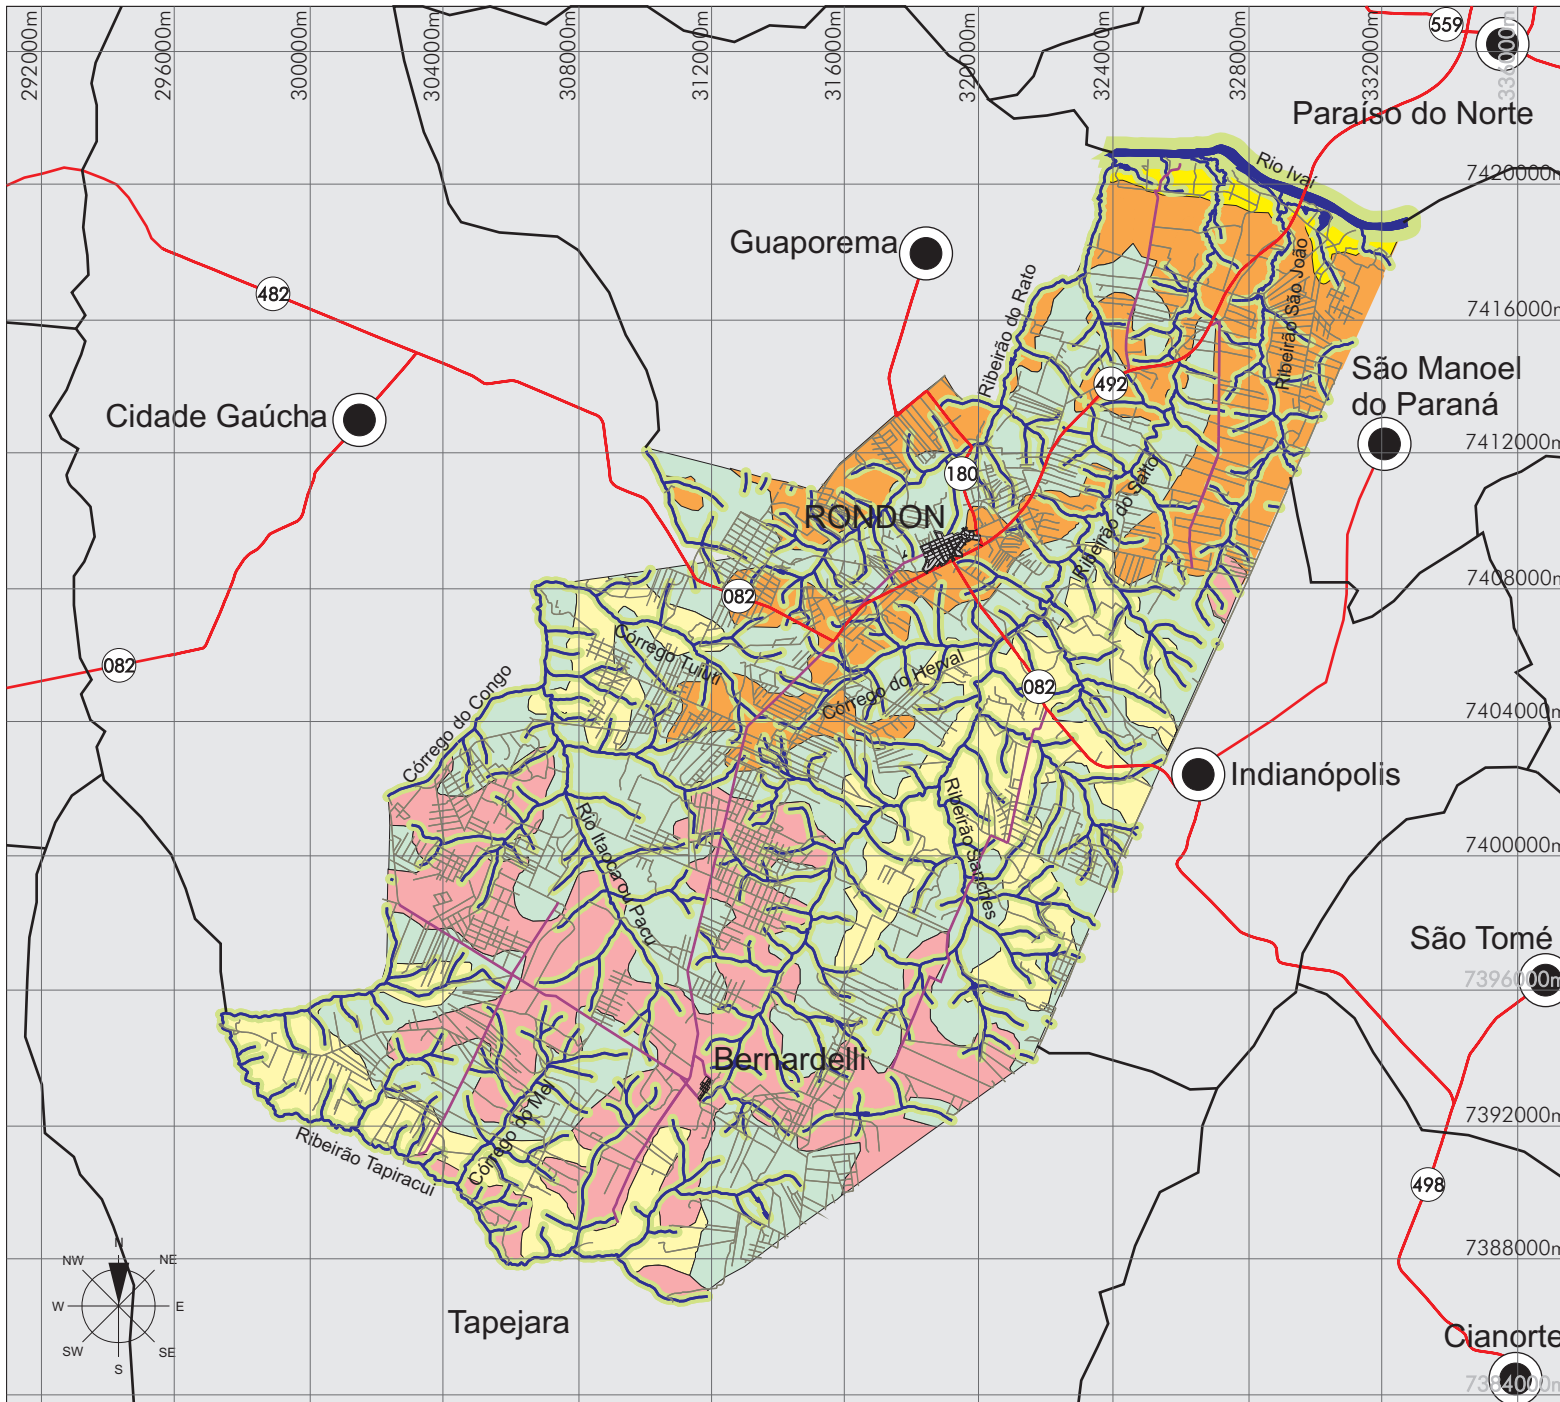 292000m
296000m
300000m
304000m
308000m
312000m
316000m
320000m
324000m
328000m
332000m
336000m
559
Paraíso do Norte
Rio Ivaí
7420000m
Guaporema
482
Ribeirão do Rato
Ribeirão São João
7416000m
São Manoel
do Paraná
492
Cidade Gaúcha
7412000m
180
RONDON
Ribeirão do Salto
7408000m
082
Córrego Tuiuti
082
Córrego do Herval
082
Córrego do Congo
7404000m
Indianópolis
Rio Itaoca ou Pacu
Ribeirão Sanches
7400000m
São Tomé
7396000m
Bernardelli
Córrego do Mel
Ribeirão Tapiracui
7392000m
498
7388000m
N
NW
NE
W
E
SW
SE
S
Tapejara
Cianorte
7384000m